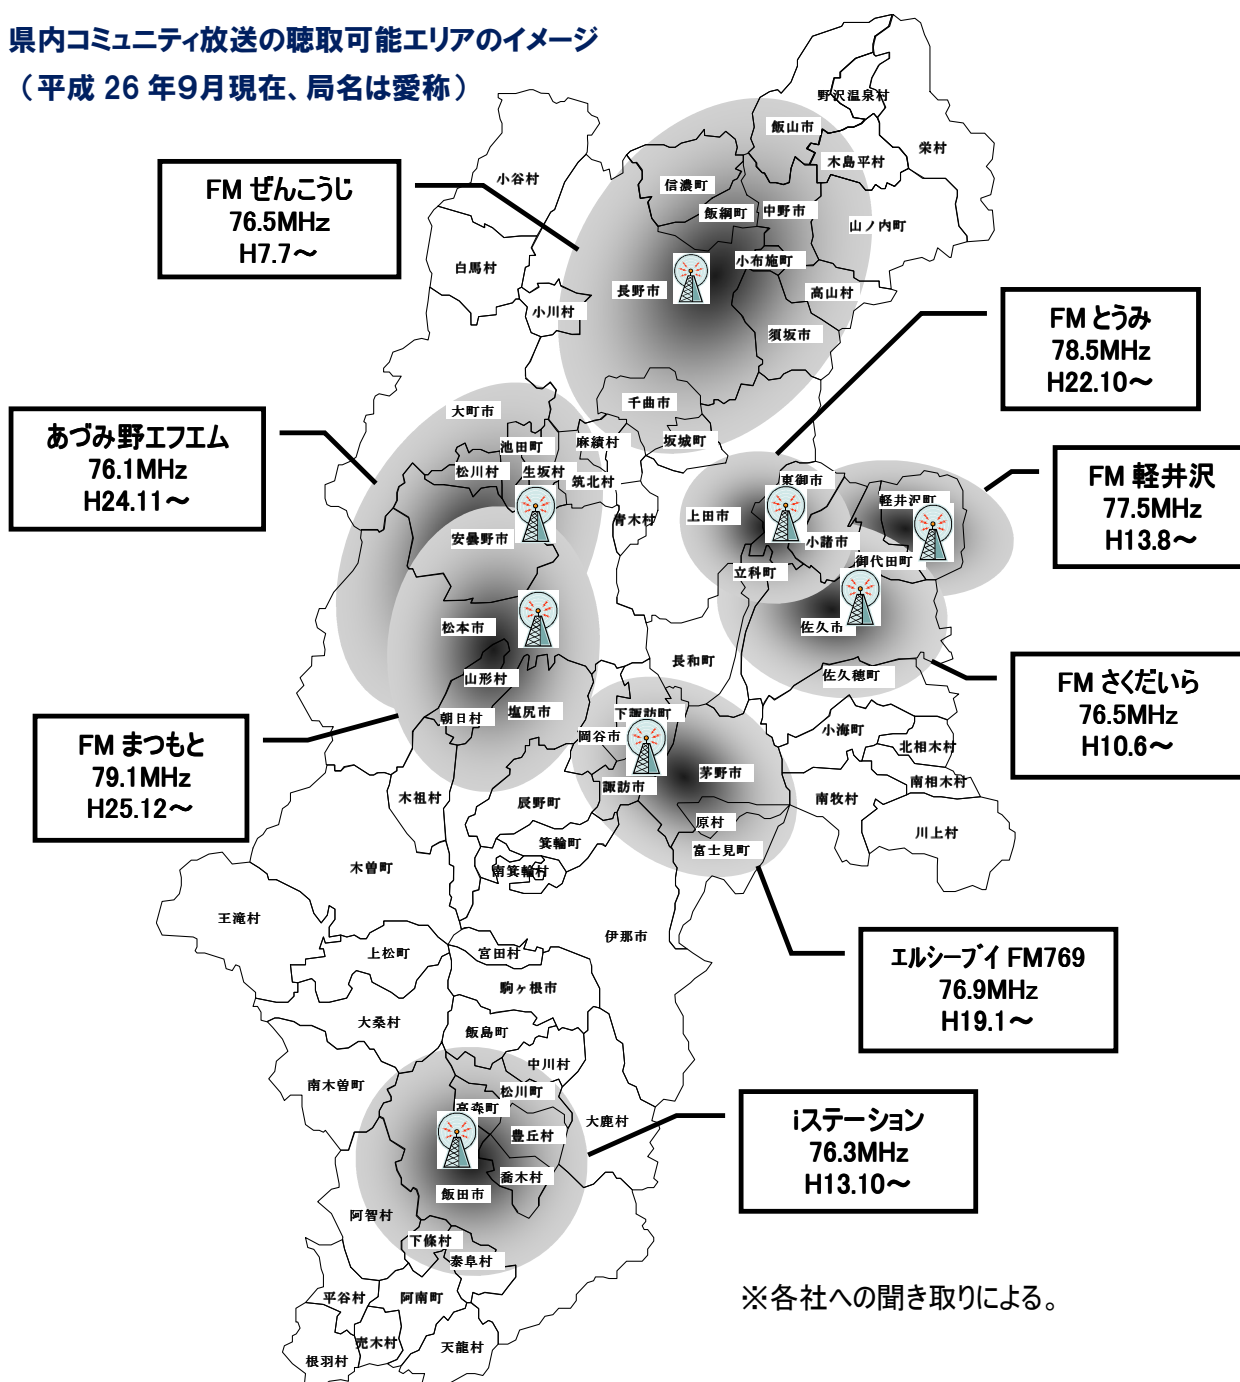 県内コミュニティ放送の聴取可能エリアのイメージ
（平成 26 年9月現在、局名は愛称）
野沢温泉村
飯山市
栄村
木島平村
小谷村
信濃町
飯綱町
中野市
山ノ内町
FM ぜんこうじ
76.5MHz
H7.7～
白馬村
小布施町
長野市
高山村
小川村
須坂市
FM とうみ
78.5MHz
H22.10～
千曲市
大町市
坂城町
麻績村
池田町
あづみ野エフエム
76.1MHz
H24.11～
松川村
生坂村
筑北村
東御市
軽井沢町
FM 軽井沢
77.5MHz
H13.8～
青木村
上田市
安曇野市
小諸市
御代田町
立科町
松本市
佐久市
長和町
山形村
佐久穂町
FM さくだいら
76.5MHz
H10.6～
朝日村
塩尻市
下諏訪町
小海町
岡谷市
北相木村
FM まつもと
79.1MHz
H25.12～
茅野市
諏訪市
南相木村
木祖村
辰野町
南牧村
原村
川上村
箕輪町
富士見町
南箕輪村
木曽町
王滝村
伊那市
上松町
宮田村
エルシーブイ FM769
76.9MHz
H19.1～
駒ヶ根市
大桑村
飯島町
中川村
南木曽町
松川町
高森町
大鹿村
豊丘村
iステーション
76.3MHz
H13.10～
喬木村
飯田市
阿智村
下條村
泰阜村
平谷村
阿南町
※各社への聞き取りによる。
売木村
天龍村
根羽村